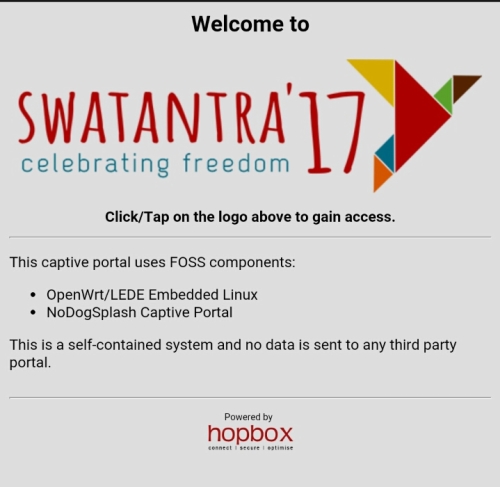 Welcome to
SWATANTRA'17
celebrating freedom
Click/Tap on the logo above to gain access.
This captive portal uses FOSS components:
• OpenWrt/LEDE Embedded Linux
• NoDogSplash Captive Portal
This is a self-contained system and no data is sent to any third party
portal.
Powered by
hopbox
connect | secure | optimise